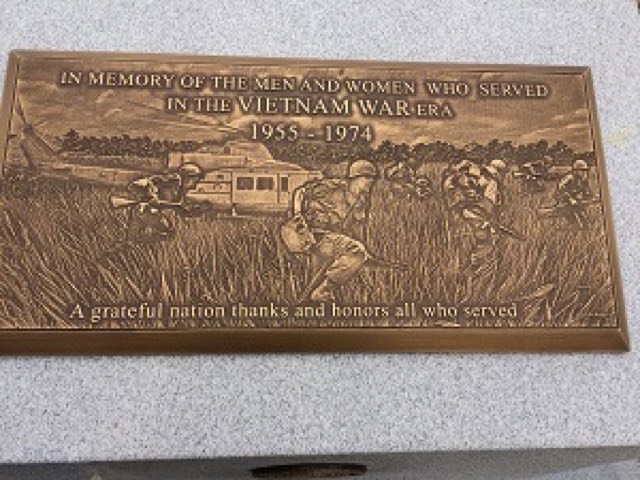 IN MEMORY OF THE MEN AND WOMEN WHO SERVED
IN THE VIETNAM WAR ERA
1955 - 1974
A grateful nation thanks and honors all who served